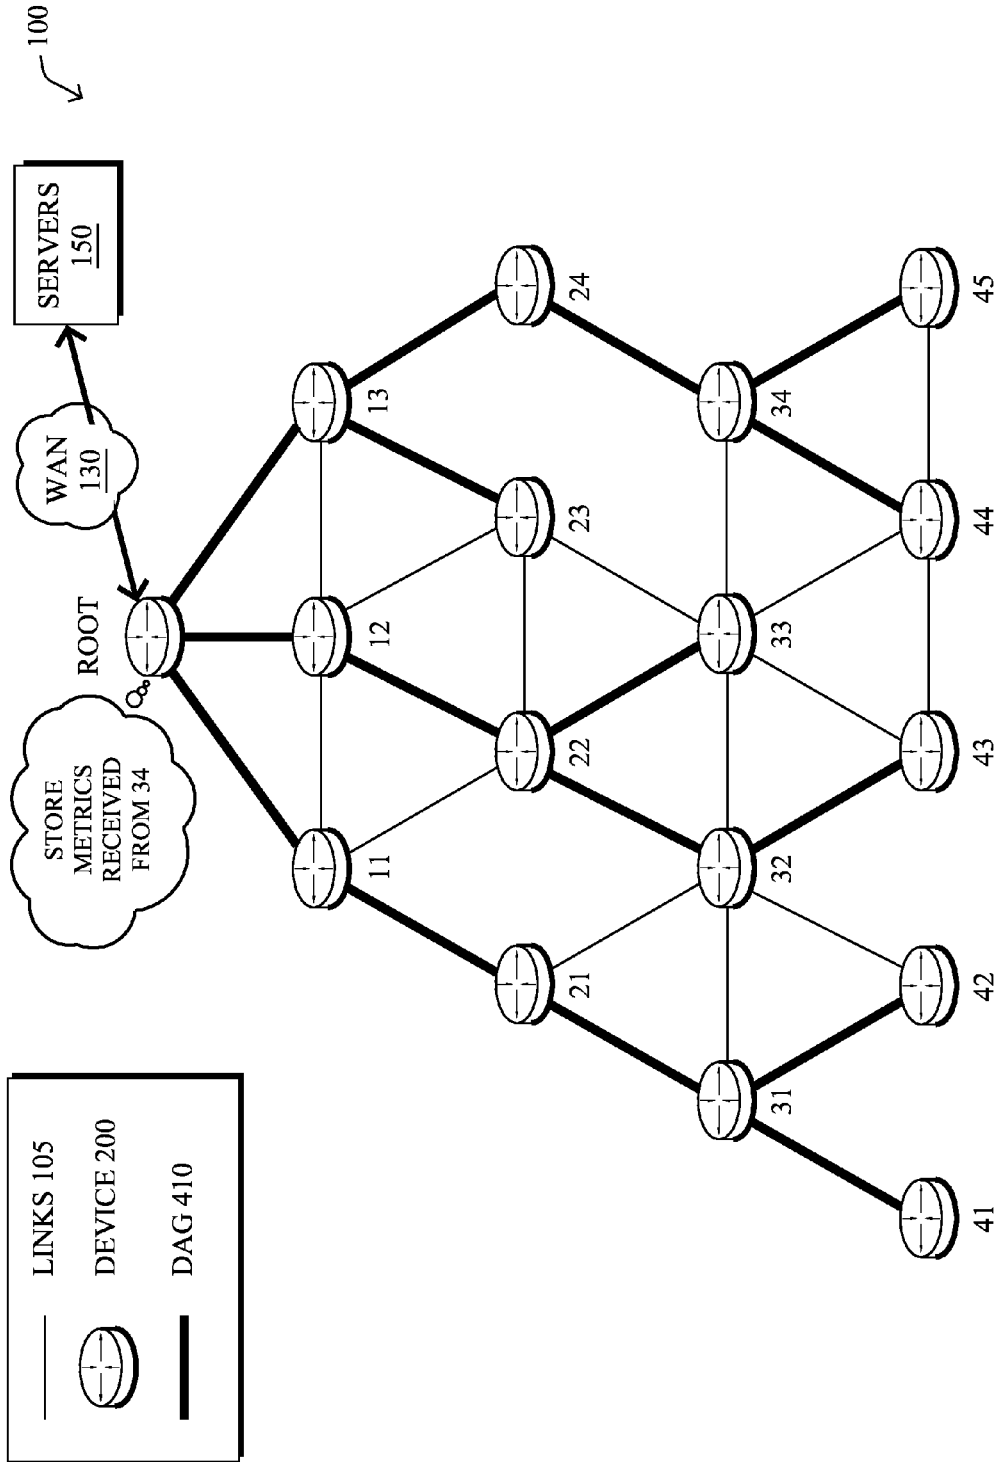 100
SERVERS
150
WAN
130
ROOT
STORE
METRICS
RECEIVED
FROM 34
LINKS 105
DEVICE 200
DAG 410
11
12
13
21
22
23
24
31
32
33
34
41
42
43
44
45